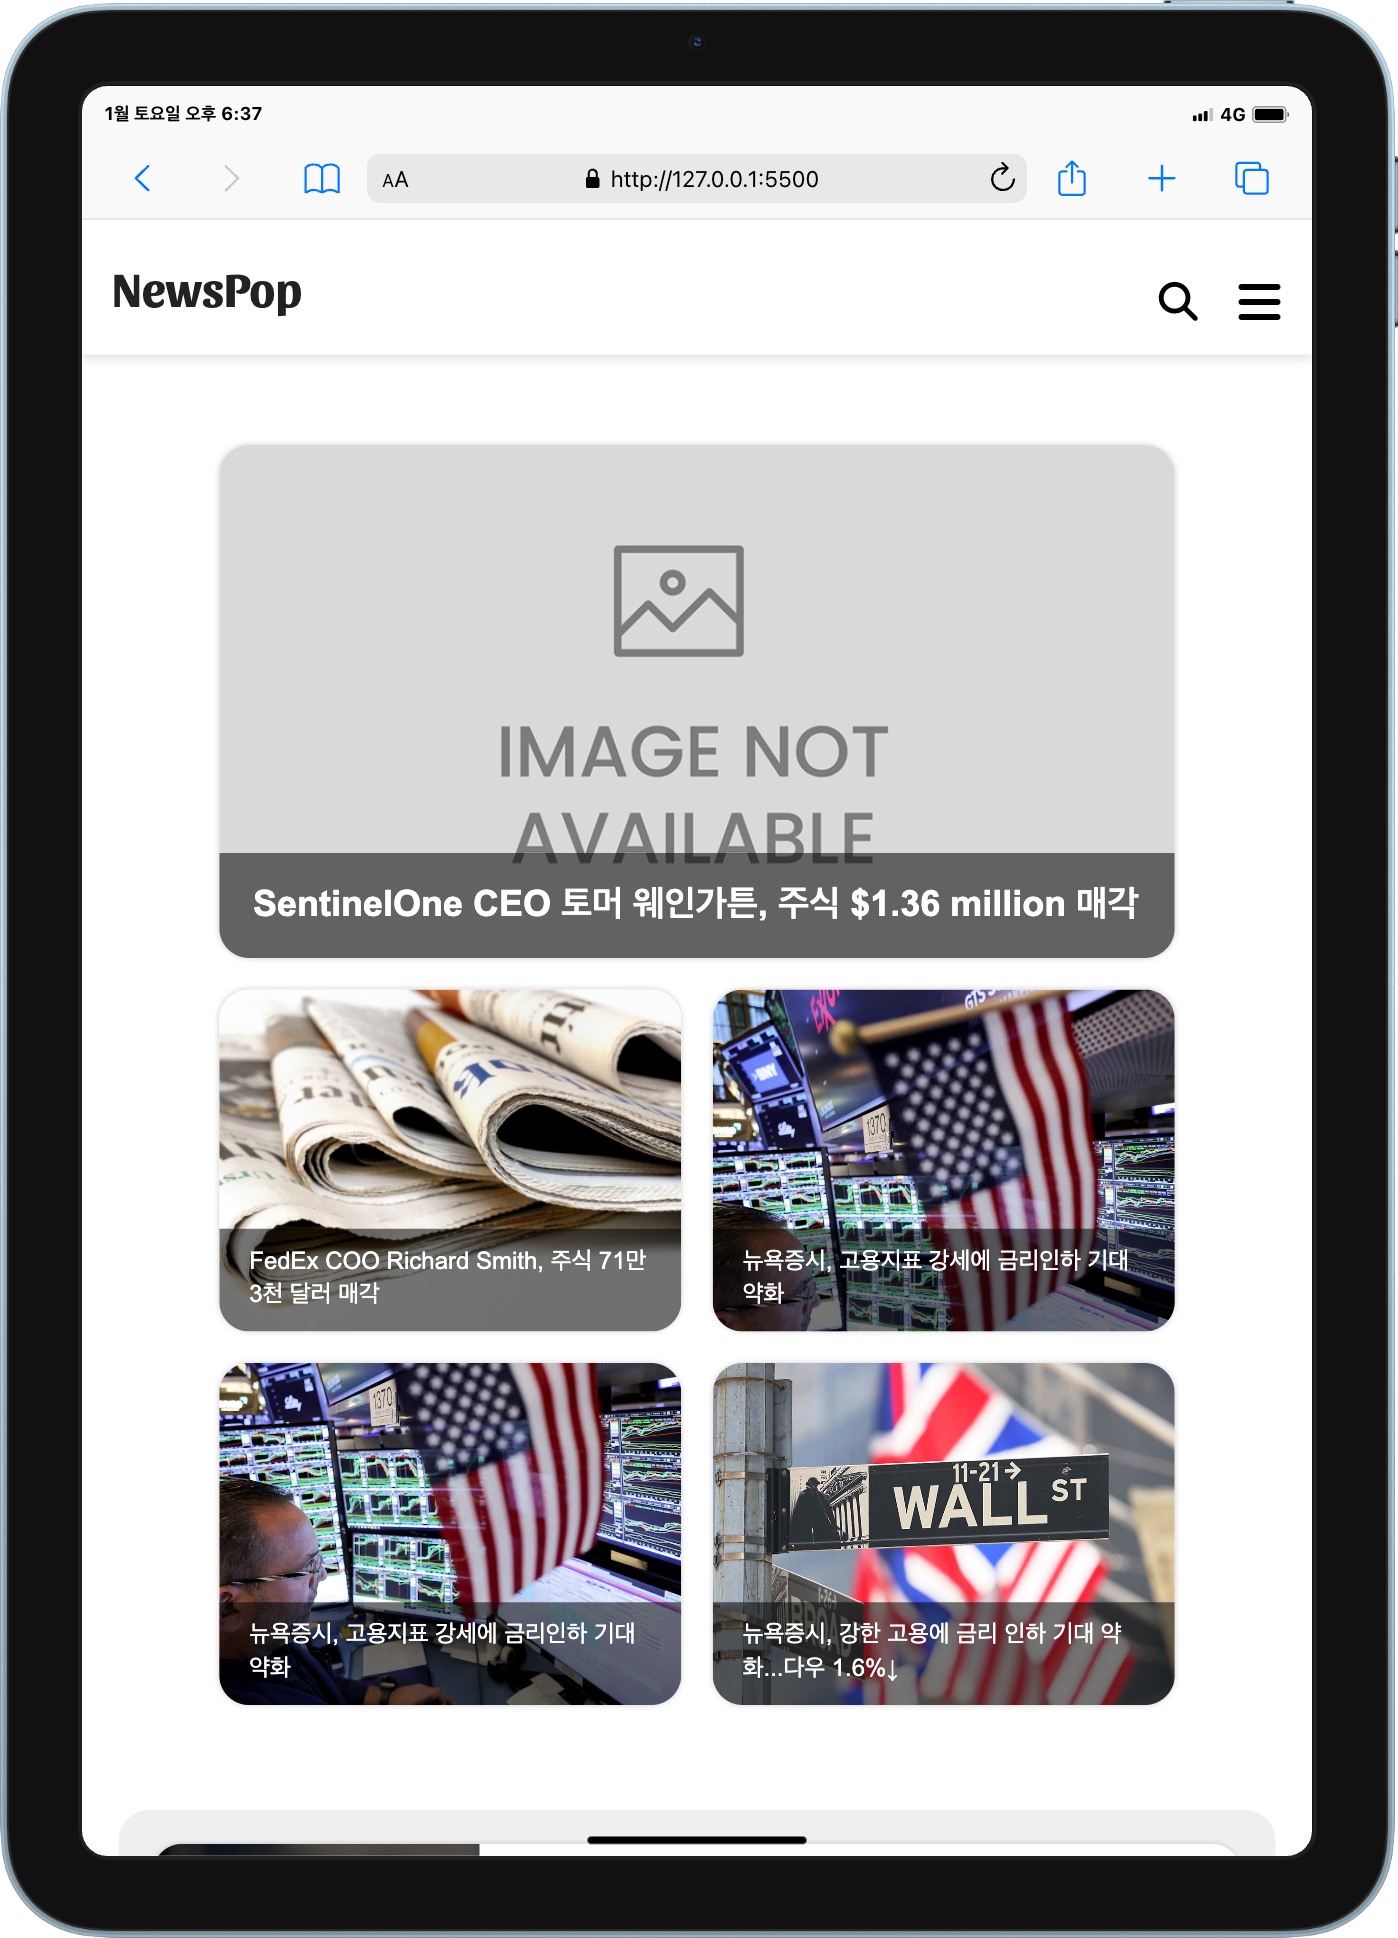 1월 토요일 오후 6:37
4G
AA
http://127.0.0.1:5500
NewsPop
IMAGE NOT
AVAILABLE
SentinelOne CEO 토머 웨인가튼, 주식 $1.36 million 매각
1370
FedEx COO Richard Smith, 주식 71만
3천 달러 매각
뉴욕증시, 고용지표 강세에 금리인하 기대
약화
1370
뉴욕증시, 고용지표 강세에 금리인하 기대
약화
11-21→
WALL ST
BROAD
뉴욕증시, 강한 고용에 금리 인하 기대 약
화...다우 1.6%↓